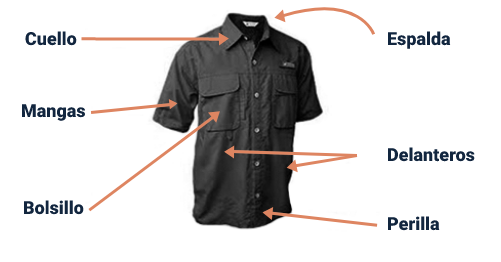 Cuello
Espalda
Mangas
Delanteros
Bolsillo
Perilla